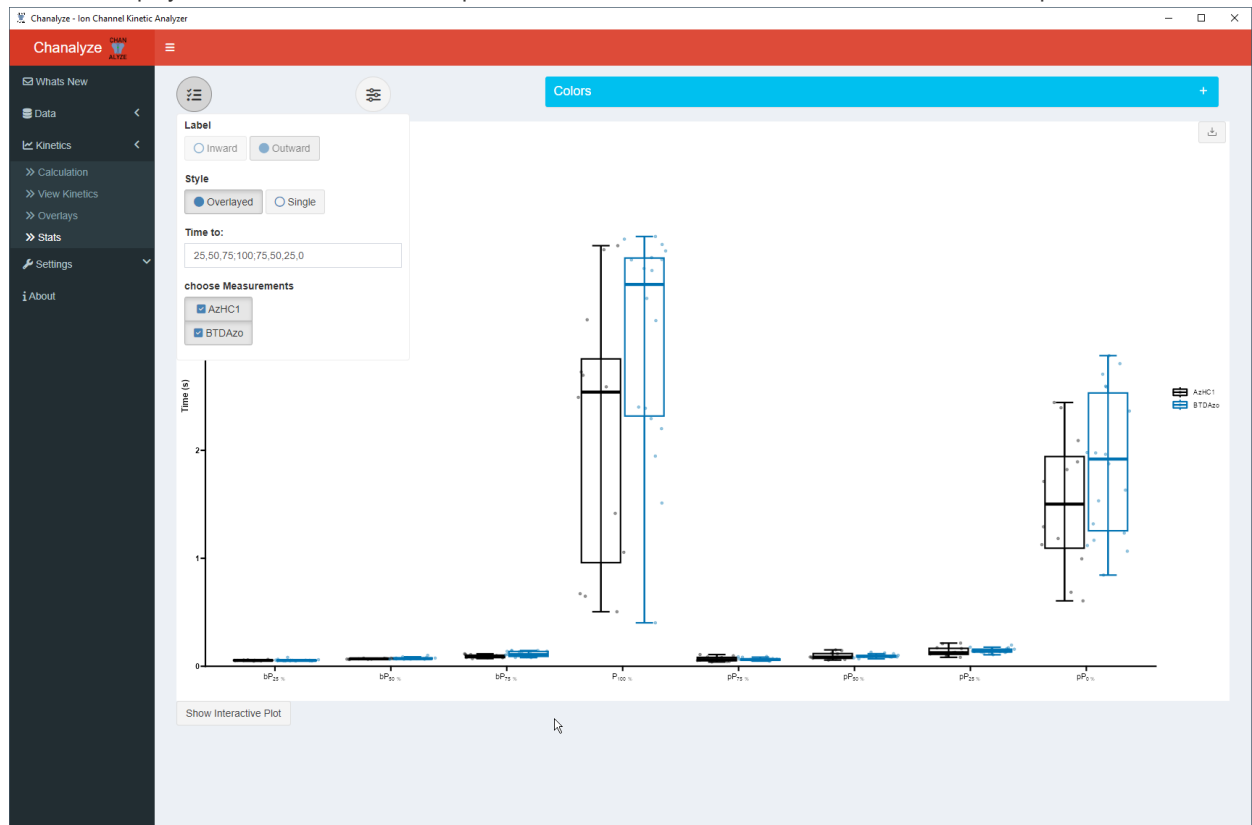 Chanalyze - Ion Channel Kinetic Analyzer
Chanalyze CHAN ALYZE
Whats New
Data
Kinetics
Calculation
View Kinetics
Overlays
Stats
Settings
About
Colors
Label
Inward Outward
Style
Overlayed Single
Time to:
25,50,75;100;75,50,25,0
choose Measurements
AzHC1
BTDAzo
Time (s)
2
1
0
bP25 % bP50 % bP75 % P100 % pP75 % pP50 % pP25 % pP0 %
AzHC1
BTDAzo
Show Interactive Plot